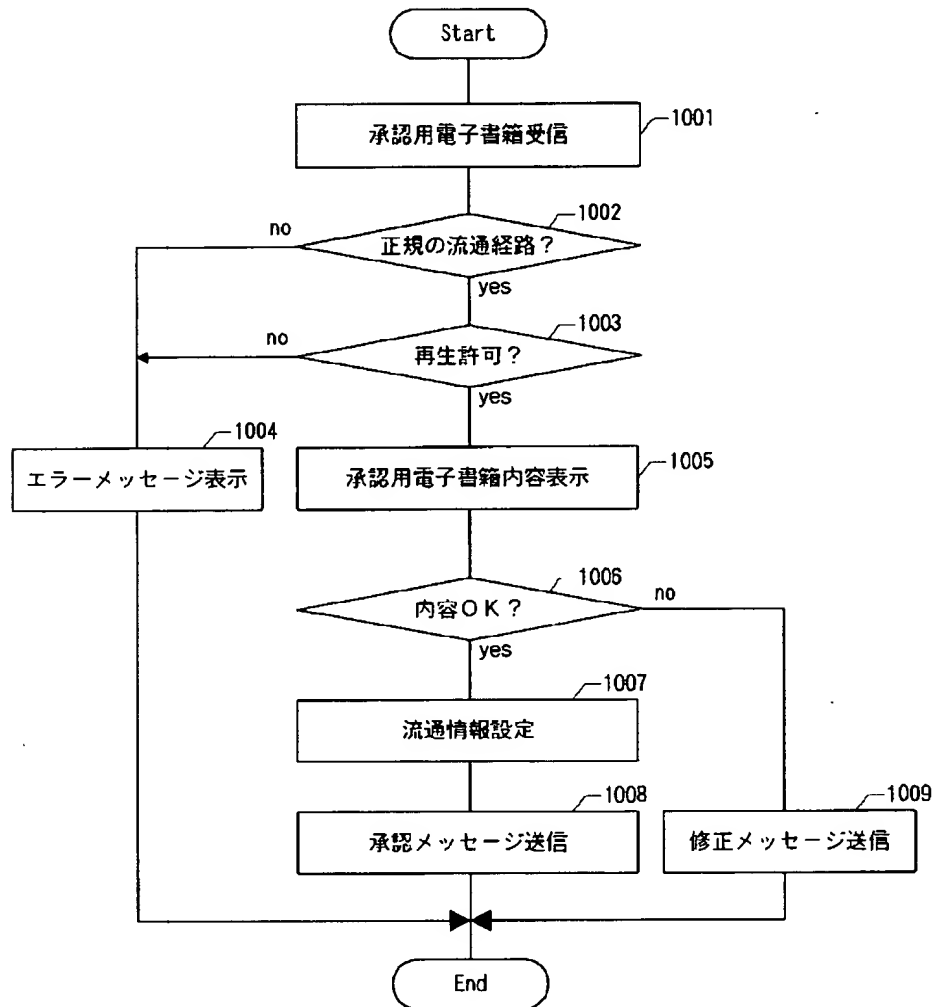 Start
承認用電子書籍受信
1001
1002
no
正規の流通経路？
yes
1003
no
再生許可？
yes
1004
エラーメッセージ表示
承認用電子書籍内容表示
1005
1006
内容ＯＫ？
no
yes
1007
流通情報設定
1008
承認メッセージ送信
1009
修正メッセージ送信
End